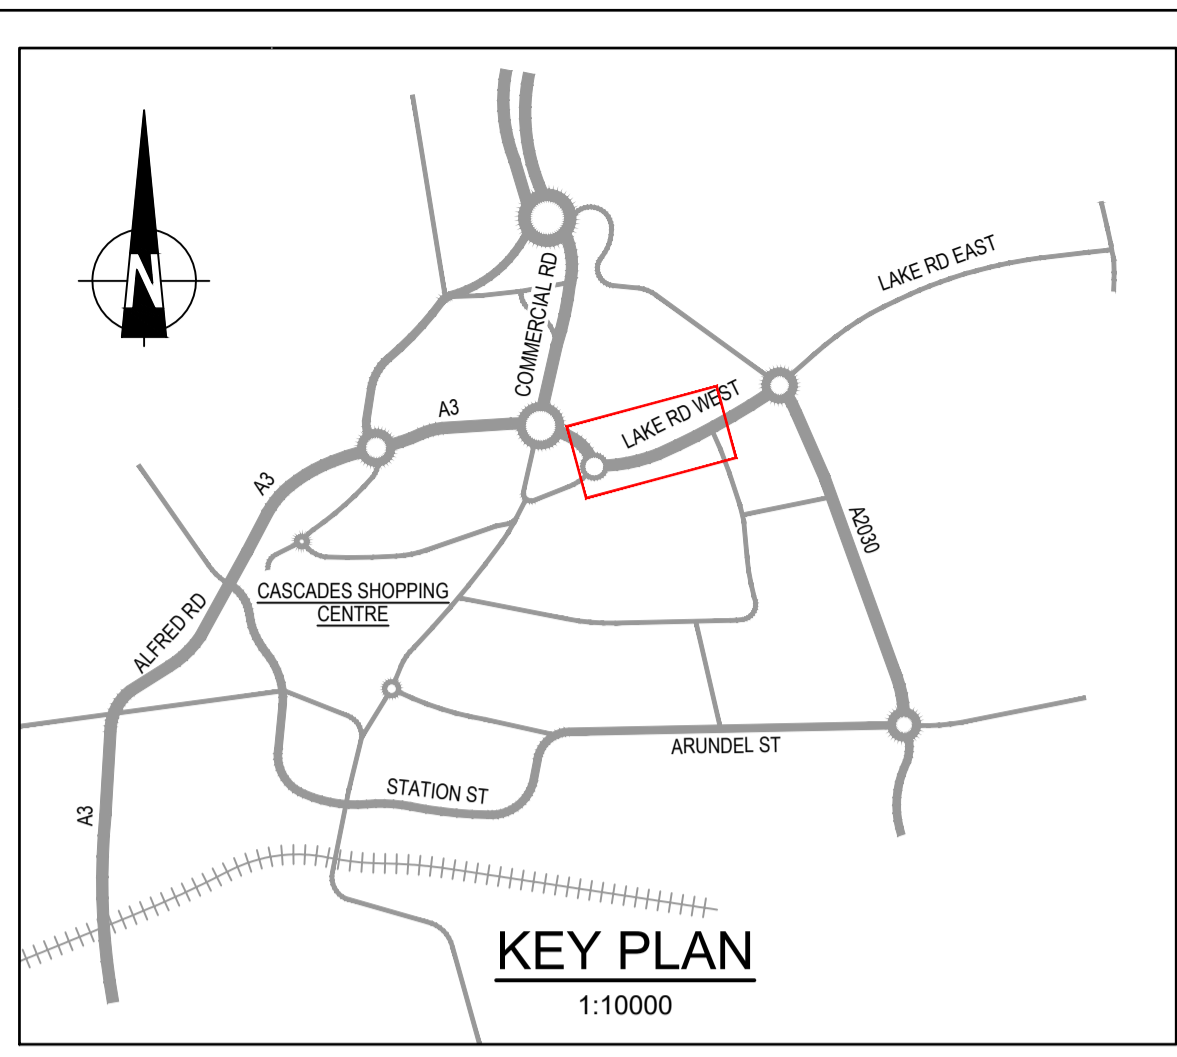 N
COMMERCIAL RD
LAKE RD EAST
A3
LAKE RD WEST
A3
A2030
CASCADES SHOPPING
CENTRE
ALFRED RD
ARUNDEL ST
STATION ST
A3
KEY PLAN
1:10000